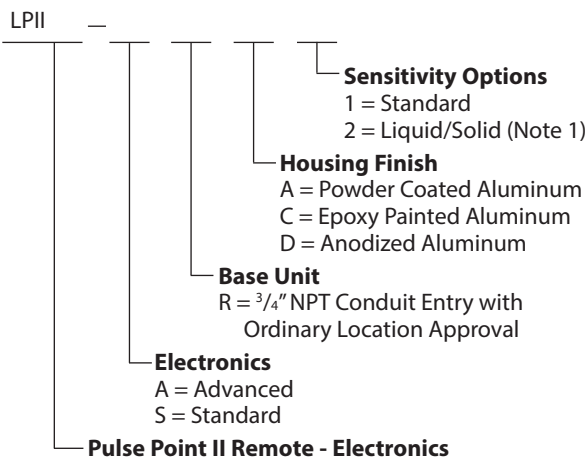 LPII –
Sensitivity Options
1 = Standard
2 = Liquid/Solid (Note 1)
Housing Finish
A = Powder Coated Aluminum
C = Epoxy Painted Aluminum
D = Anodized Aluminum
Base Unit
R = 3/4" NPT Conduit Entry with
Ordinary Location Approval
Electronics
A = Advanced
S = Standard
Pulse Point II Remote - Electronics